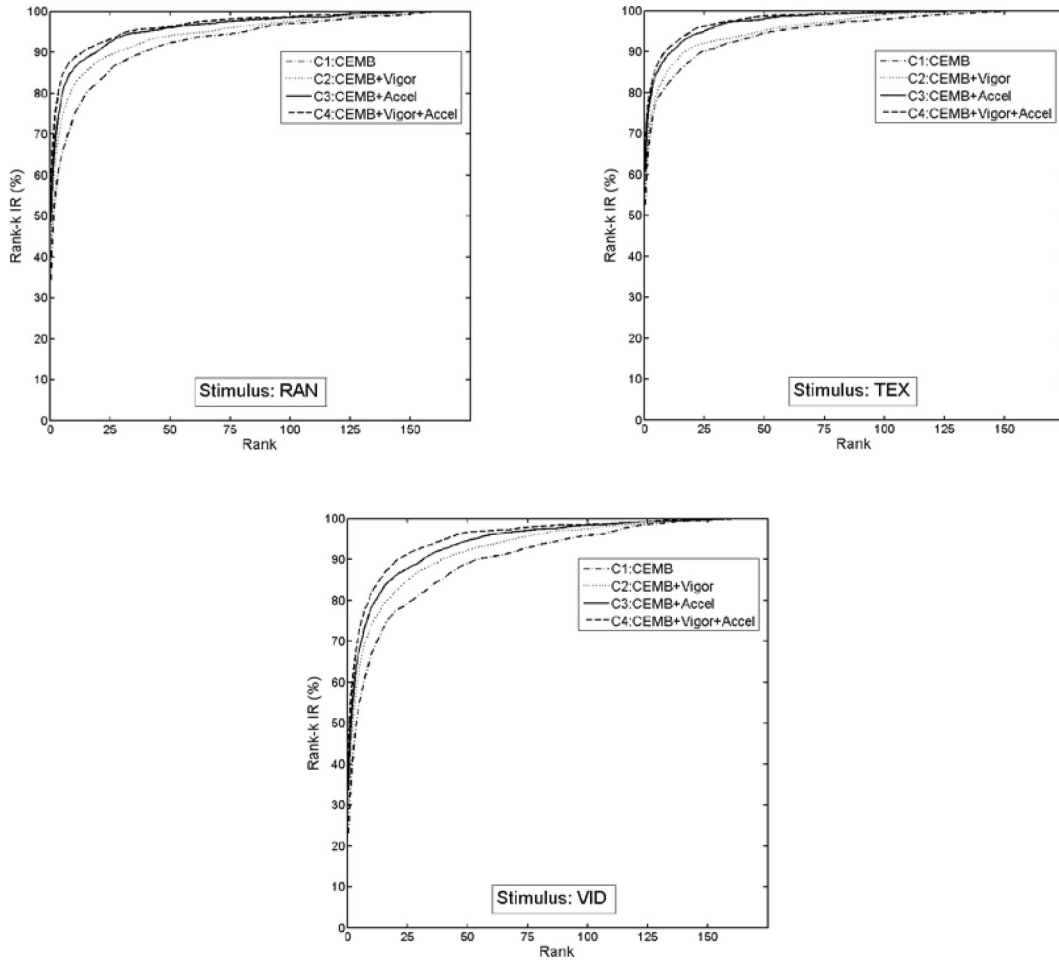 100
90
80
70
60
50
40
30
20
10
0
Rank-k IR (%)
C1:CEMB
C2:CEMB+Vigor
C3:CEMB+Accel
C4:CEMB+Vigor+Accel
Stimulus: RAN
0 25 50 75 100 125 150
Rank
100
90
80
70
60
50
40
30
20
10
0
Rank-k IR (%)
C1:CEMB
C2:CEMB+Vigor
C3:CEMB+Accel
C4:CEMB+Vigor+Accel
Stimulus: TEX
0 25 50 75 100 125 150
Rank
100
90
80
70
60
50
40
30
20
10
0
Rank-k IR (%)
C1:CEMB
C2:CEMB+Vigor
C3:CEMB+Accel
C4:CEMB+Vigor+Accel
Stimulus: VID
0 25 50 75 100 125 150
Rank